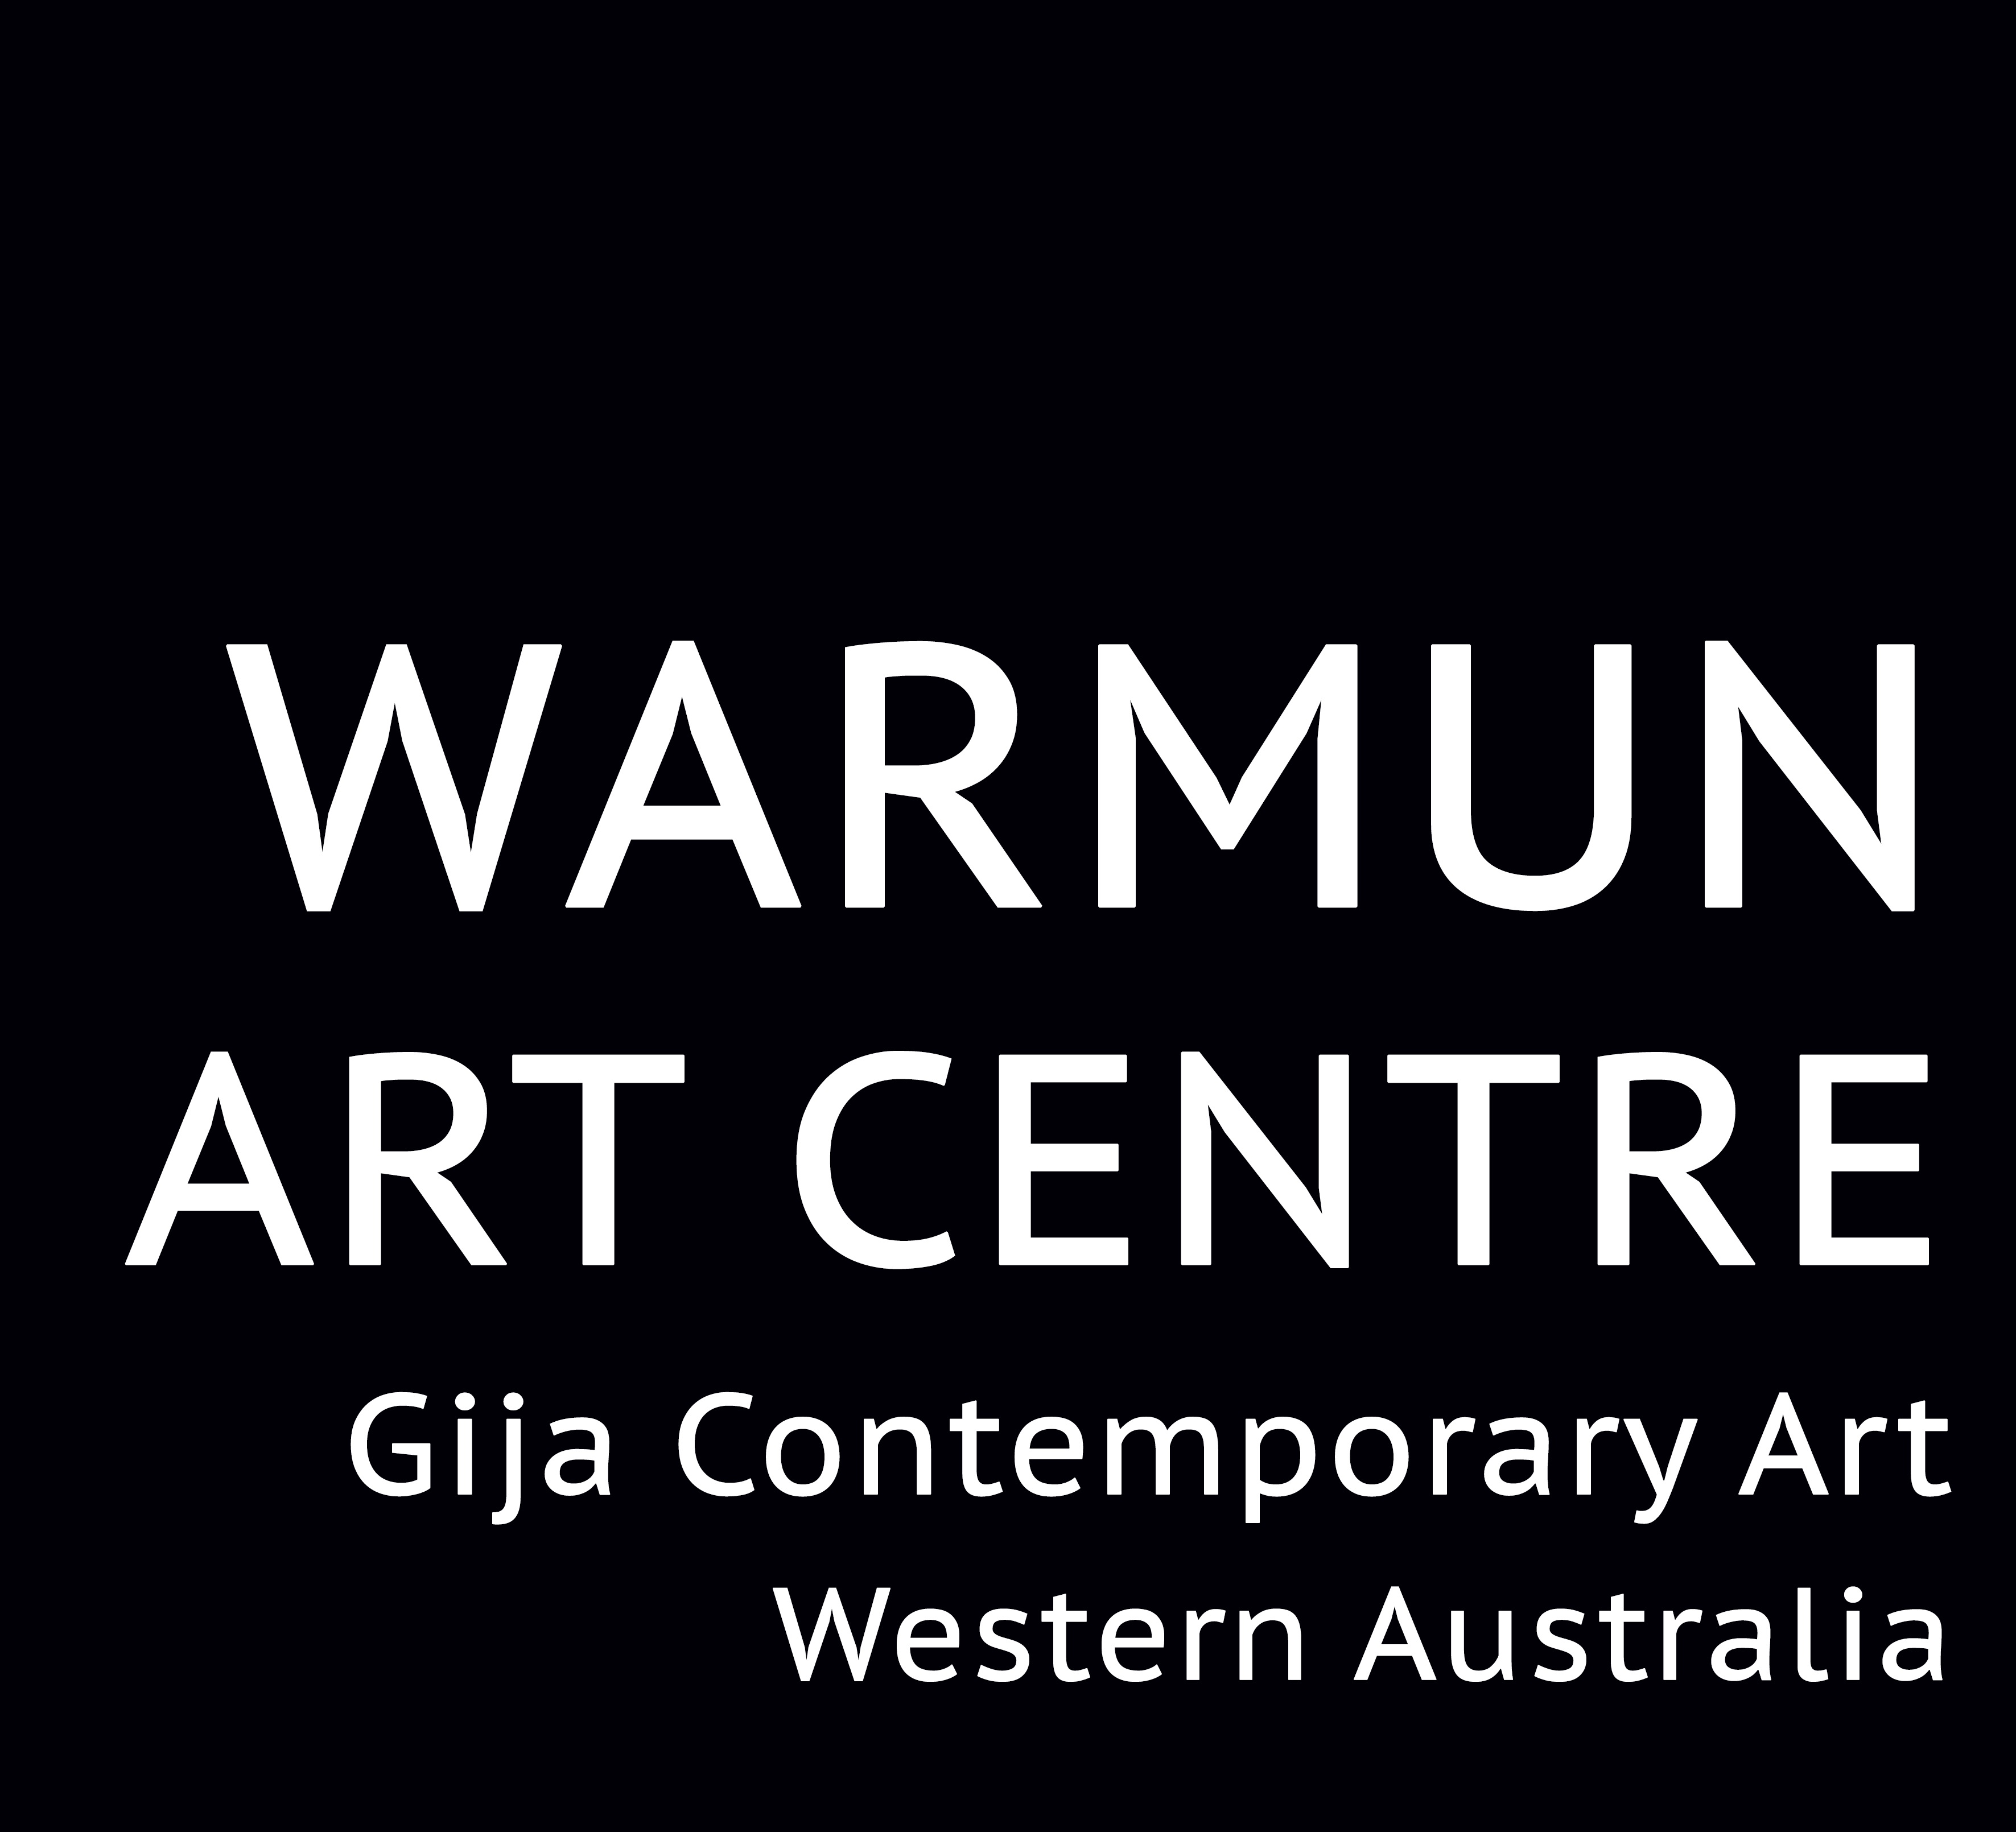 WARMUN
ART CENTRE
Gija Contemporary Art
Western Australia